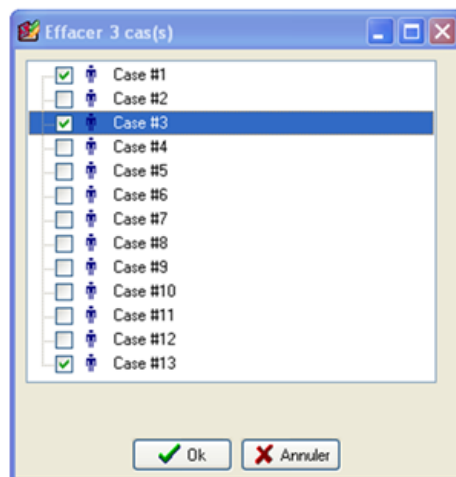 Effacer 3 cas(s)
Case #1
Case #2
Case #3
Case #4
Case #5
Case #6
Case #7
Case #8
Case #9
Case #10
Case #11
Case #12
Case #13
Ok Annuler